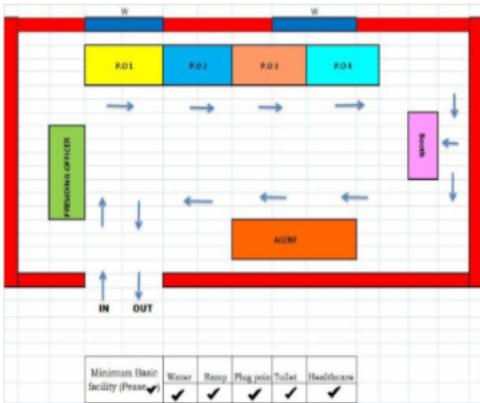 W W
P.O 1 P.O 2 P.O 3 P.O 4
Booth
PRESIDING OFFICER
AGENT
IN OUT
Minimum Basic Water Ramp Plug poin Toilet Healthcare
facility (Pease✔)
✔ ✔ ✔ ✔ ✔